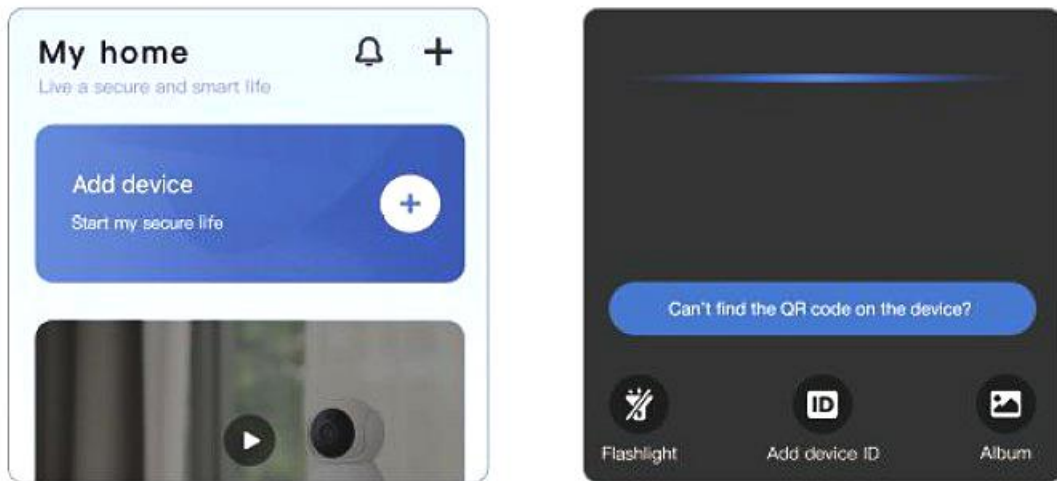 My home
Live a secure and smart life
Add device
Start my secure life
Can't find the QR code on the device?
ID
Flashlight
Add device ID
Album